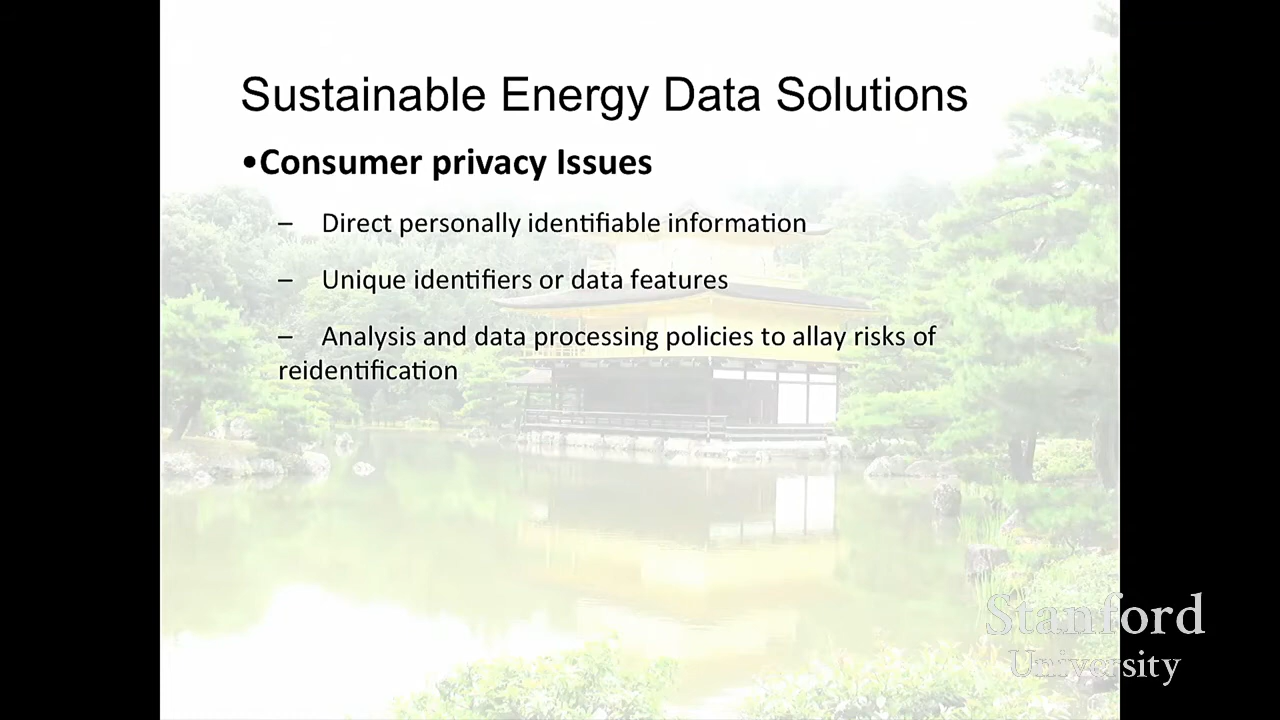 Sustainable Energy Data Solutions
•Consumer privacy Issues
– Direct personally identifiable information
– Unique identifiers or data features
– Analysis and data processing policies to allay risks of
reidentification
Stanford
University